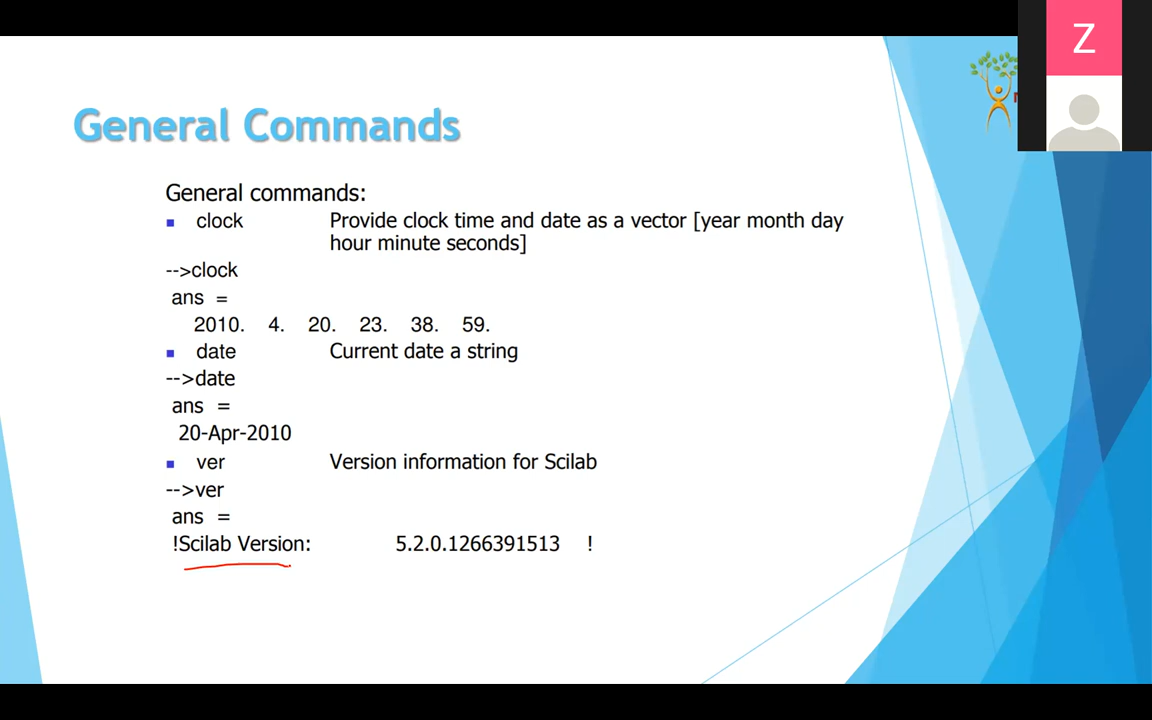 Z
General Commands
General commands:
■ clock Provide clock time and date as a vector [year month day
hour minute seconds]
-->clock
ans =
2010. 4. 20. 23. 38. 59.
■ date Current date a string
-->date
ans =
20-Apr-2010
■ ver Version information for Scilab
-->ver
ans =
!Scilab Version: 5.2.0.1266391513 !